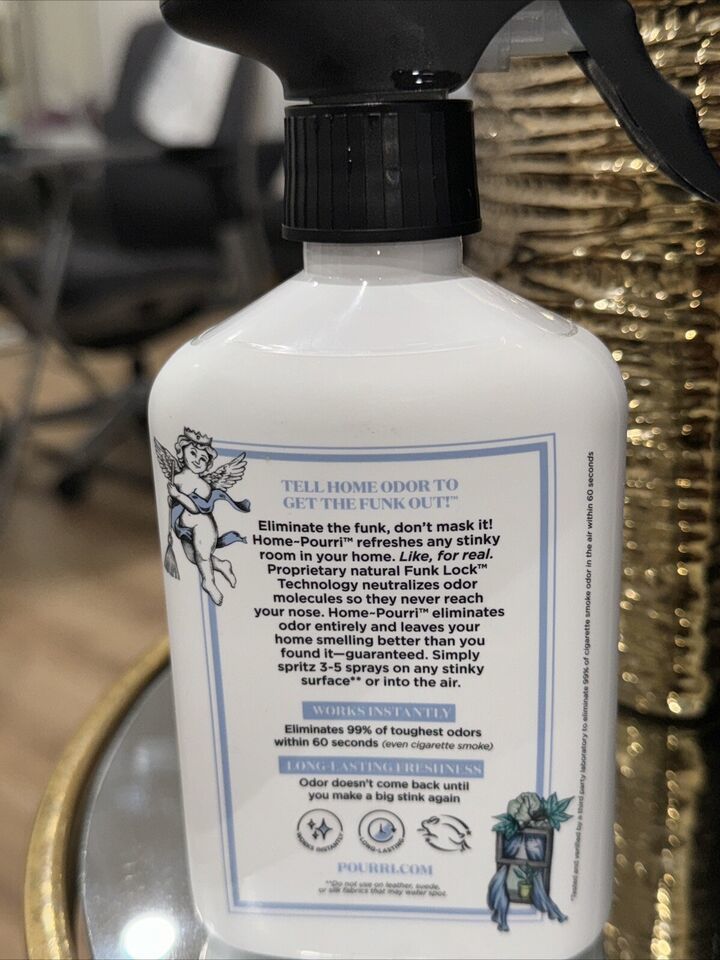 TELL HOME ODOR TO
GET THE FUNK OUT!™
Eliminate the funk, don't mask it!
Home~Pourri™ refreshes any stinky
room in your home. Like, for real.
Proprietary natural Funk Lock™
Technology neutralizes odor
molecules so they never reach
your nose. Home~Pourri™ eliminates
odor entirely and leaves your
home smelling better than you
found it—guaranteed. Simply
spritz 3-5 sprays on any stinky
surface** or into the air.
WORKS INSTANTLY
Eliminates 99% of toughest odors
within 60 seconds (even cigarette smoke)
LONG-LASTING FRESHNESS
Odor doesn't come back until
you make a big stink again
WORKS INSTANTLY
LONG-LASTING
POURRI.COM
**Do not use on leather, suede,
or silk fabrics that may water spot.
*Tested and verified by a third party laboratory to eliminate 99% of cigarette smoke odor in the air within 60 seconds